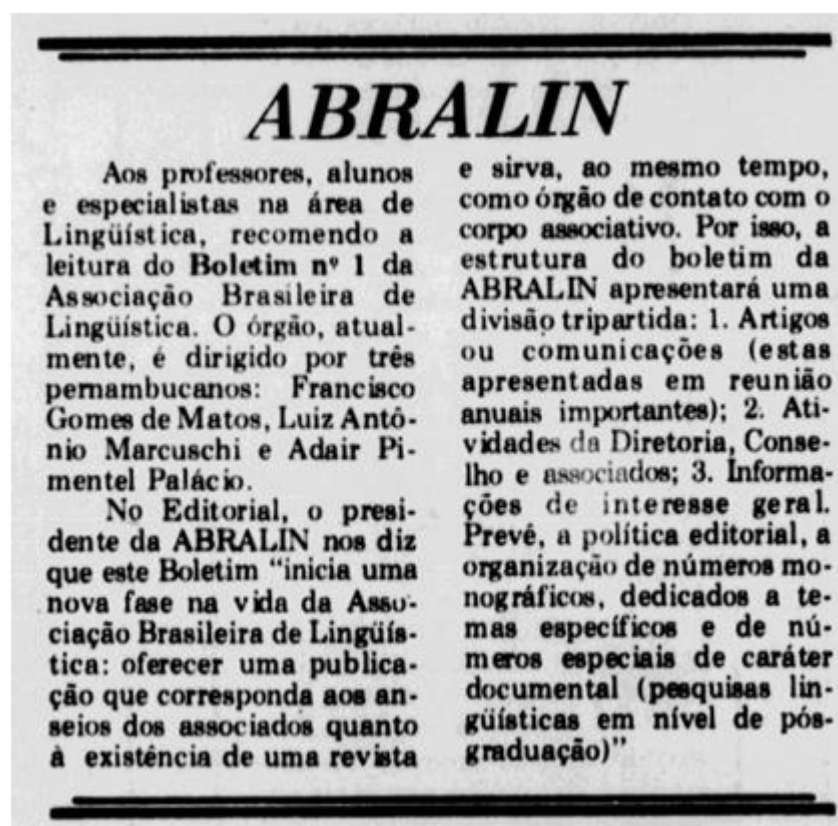 ABRALIN
Aos professores, alunos
e especialistas na área de
Lingüística, recomendo a
leitura do Boletim nº 1 da
Associação Brasileira de
Lingüística. O órgão, atual-
mente, é dirigido por três
pernambucanos: Francisco
Gomes de Matos, Luiz Antô-
nio Marcuschi e Adair Pi-
mentel Palácio.
No Editorial, o presi-
dente da ABRALIN nos diz
que este Boletim “inicia uma
nova fase na vida da Asso-
ciação Brasileira de Lingüís-
tica: oferecer uma publica-
ção que corresponda aos an-
seios dos associados quanto
à existência de uma revista
e sirva, ao mesmo tempo,
como órgão de contato com o
corpo associativo. Por isso, a
estrutura do boletim da
ABRALIN apresentará uma
divisão tripartida: 1. Artigos
ou comunicações (estas
apresentadas em reunião
anuais importantes); 2. Ati-
vidades da Diretoria, Conse-
lho e associados; 3. Informa-
ções de interesse geral.
Prevê, a política editorial, a
organização de números mo-
nográficos, dedicados a te-
mas específicos e de nú-
meros especiais de caráter
documental (pesquisas lin-
güísticas em nível de pós-
graduação)”